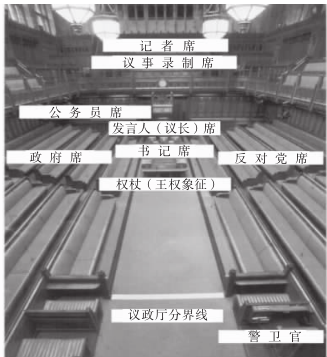 记者席
议事录制席
公务员席
发言人（议长）席
政府席
书记席
反对党席
权杖（王权象征）
议政厅分界线
警卫官